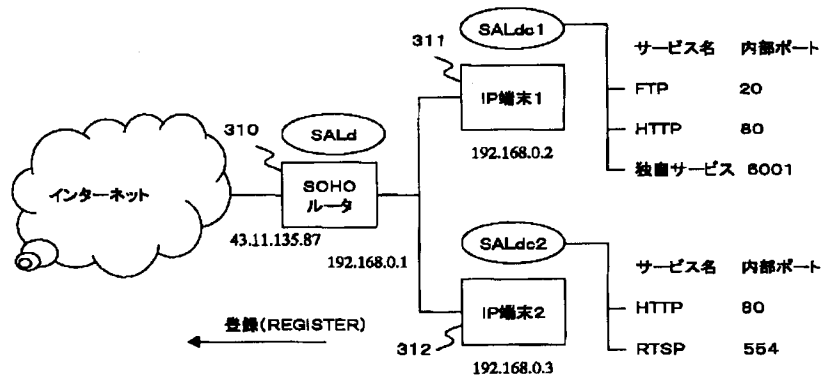 SALdc1
311
サービス名 内部ポート
IP端末1
FTP 20
310
SALd
HTTP 80
192.168.0.2
独自サービス 6001
インターネット
SOHO
ルータ
43.11.135.87
192.168.0.1
SALdc2
サービス名 内部ポート
登録(REGISTER)
IP端末2
HTTP 80
312
RTSP 554
192.168.0.3